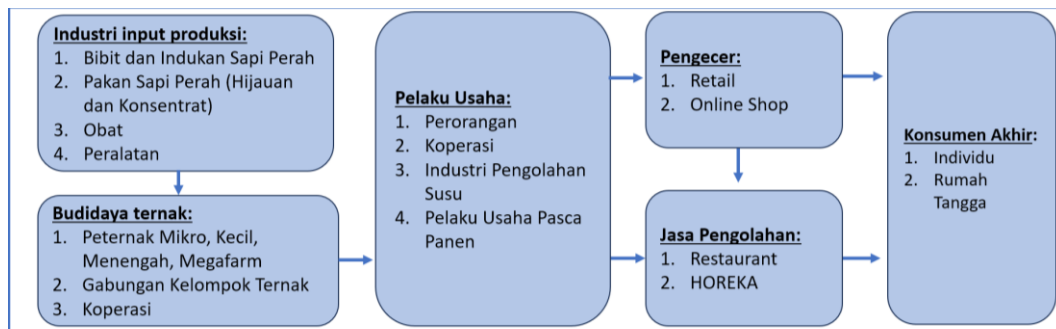 Industri input produksi:
1. Bibit dan Indukan Sapi Perah
2. Pakan Sapi Perah (Hijauan
dan Konsentrat)
3. Obat
4. Peralatan
Budidaya ternak:
1. Peternak Mikro, Kecil,
Menengah, Megafarm
2. Gabungan Kelompok Ternak
3. Koperasi
Pelaku Usaha:
1. Perorangan
2. Koperasi
3. Industri Pengolahan
Susu
4. Pelaku Usaha Pasca
Panen
Pengecer:
1. Retail
2. Online Shop
Jasa Pengolahan:
1. Restaurant
2. HOREKA
Konsumen Akhir:
1. Individu
2. Rumah
Tangga